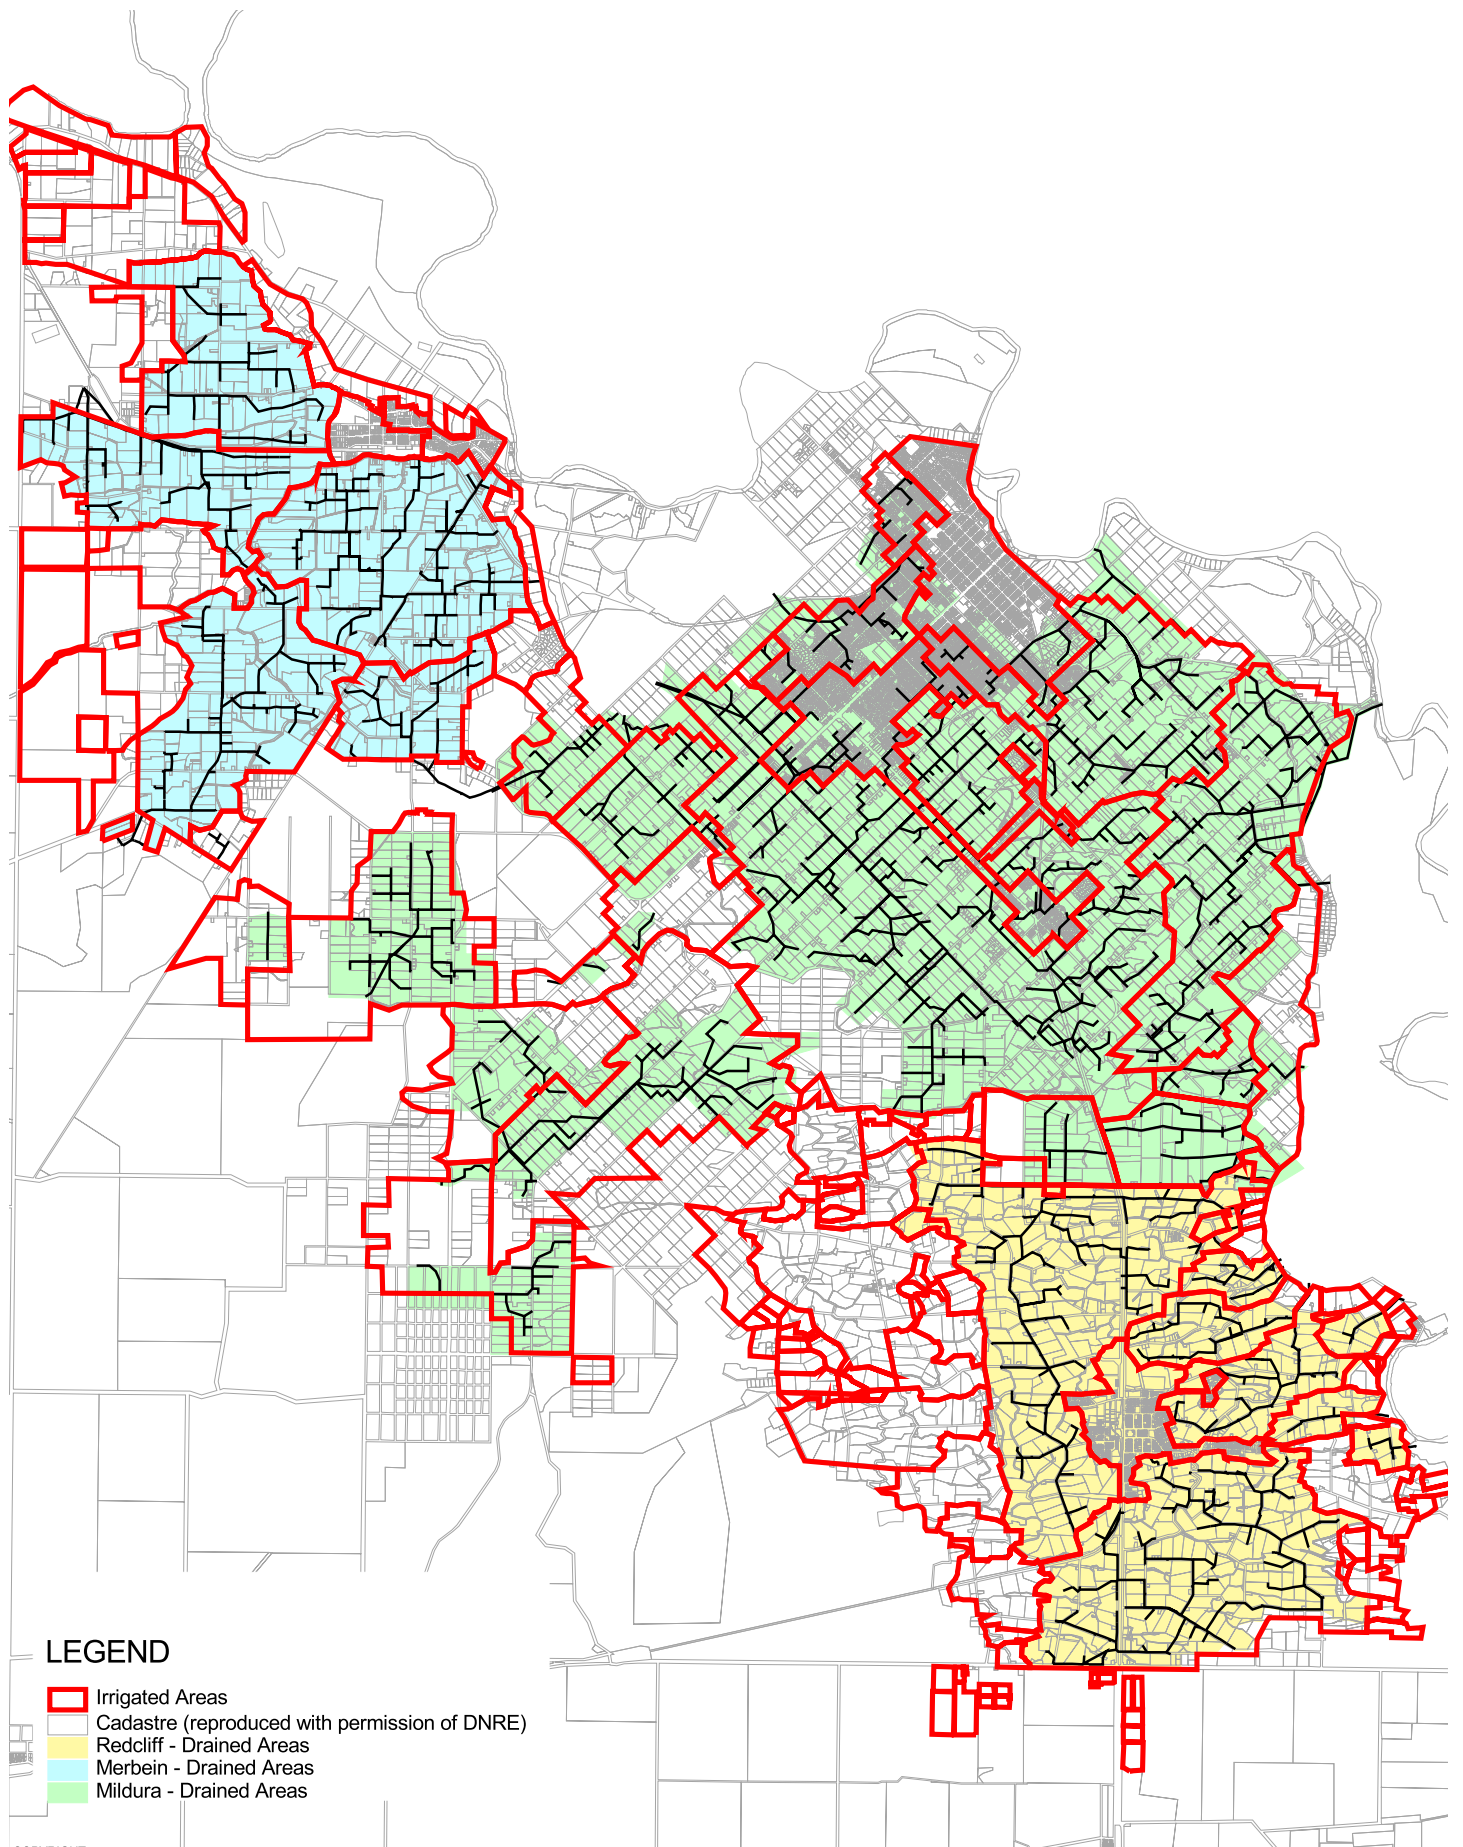 LEGEND
Irrigated Areas
Cadastre (reproduced with permission of DNRE)
Redcliff - Drained Areas
Merbein - Drained Areas
Mildura - Drained Areas